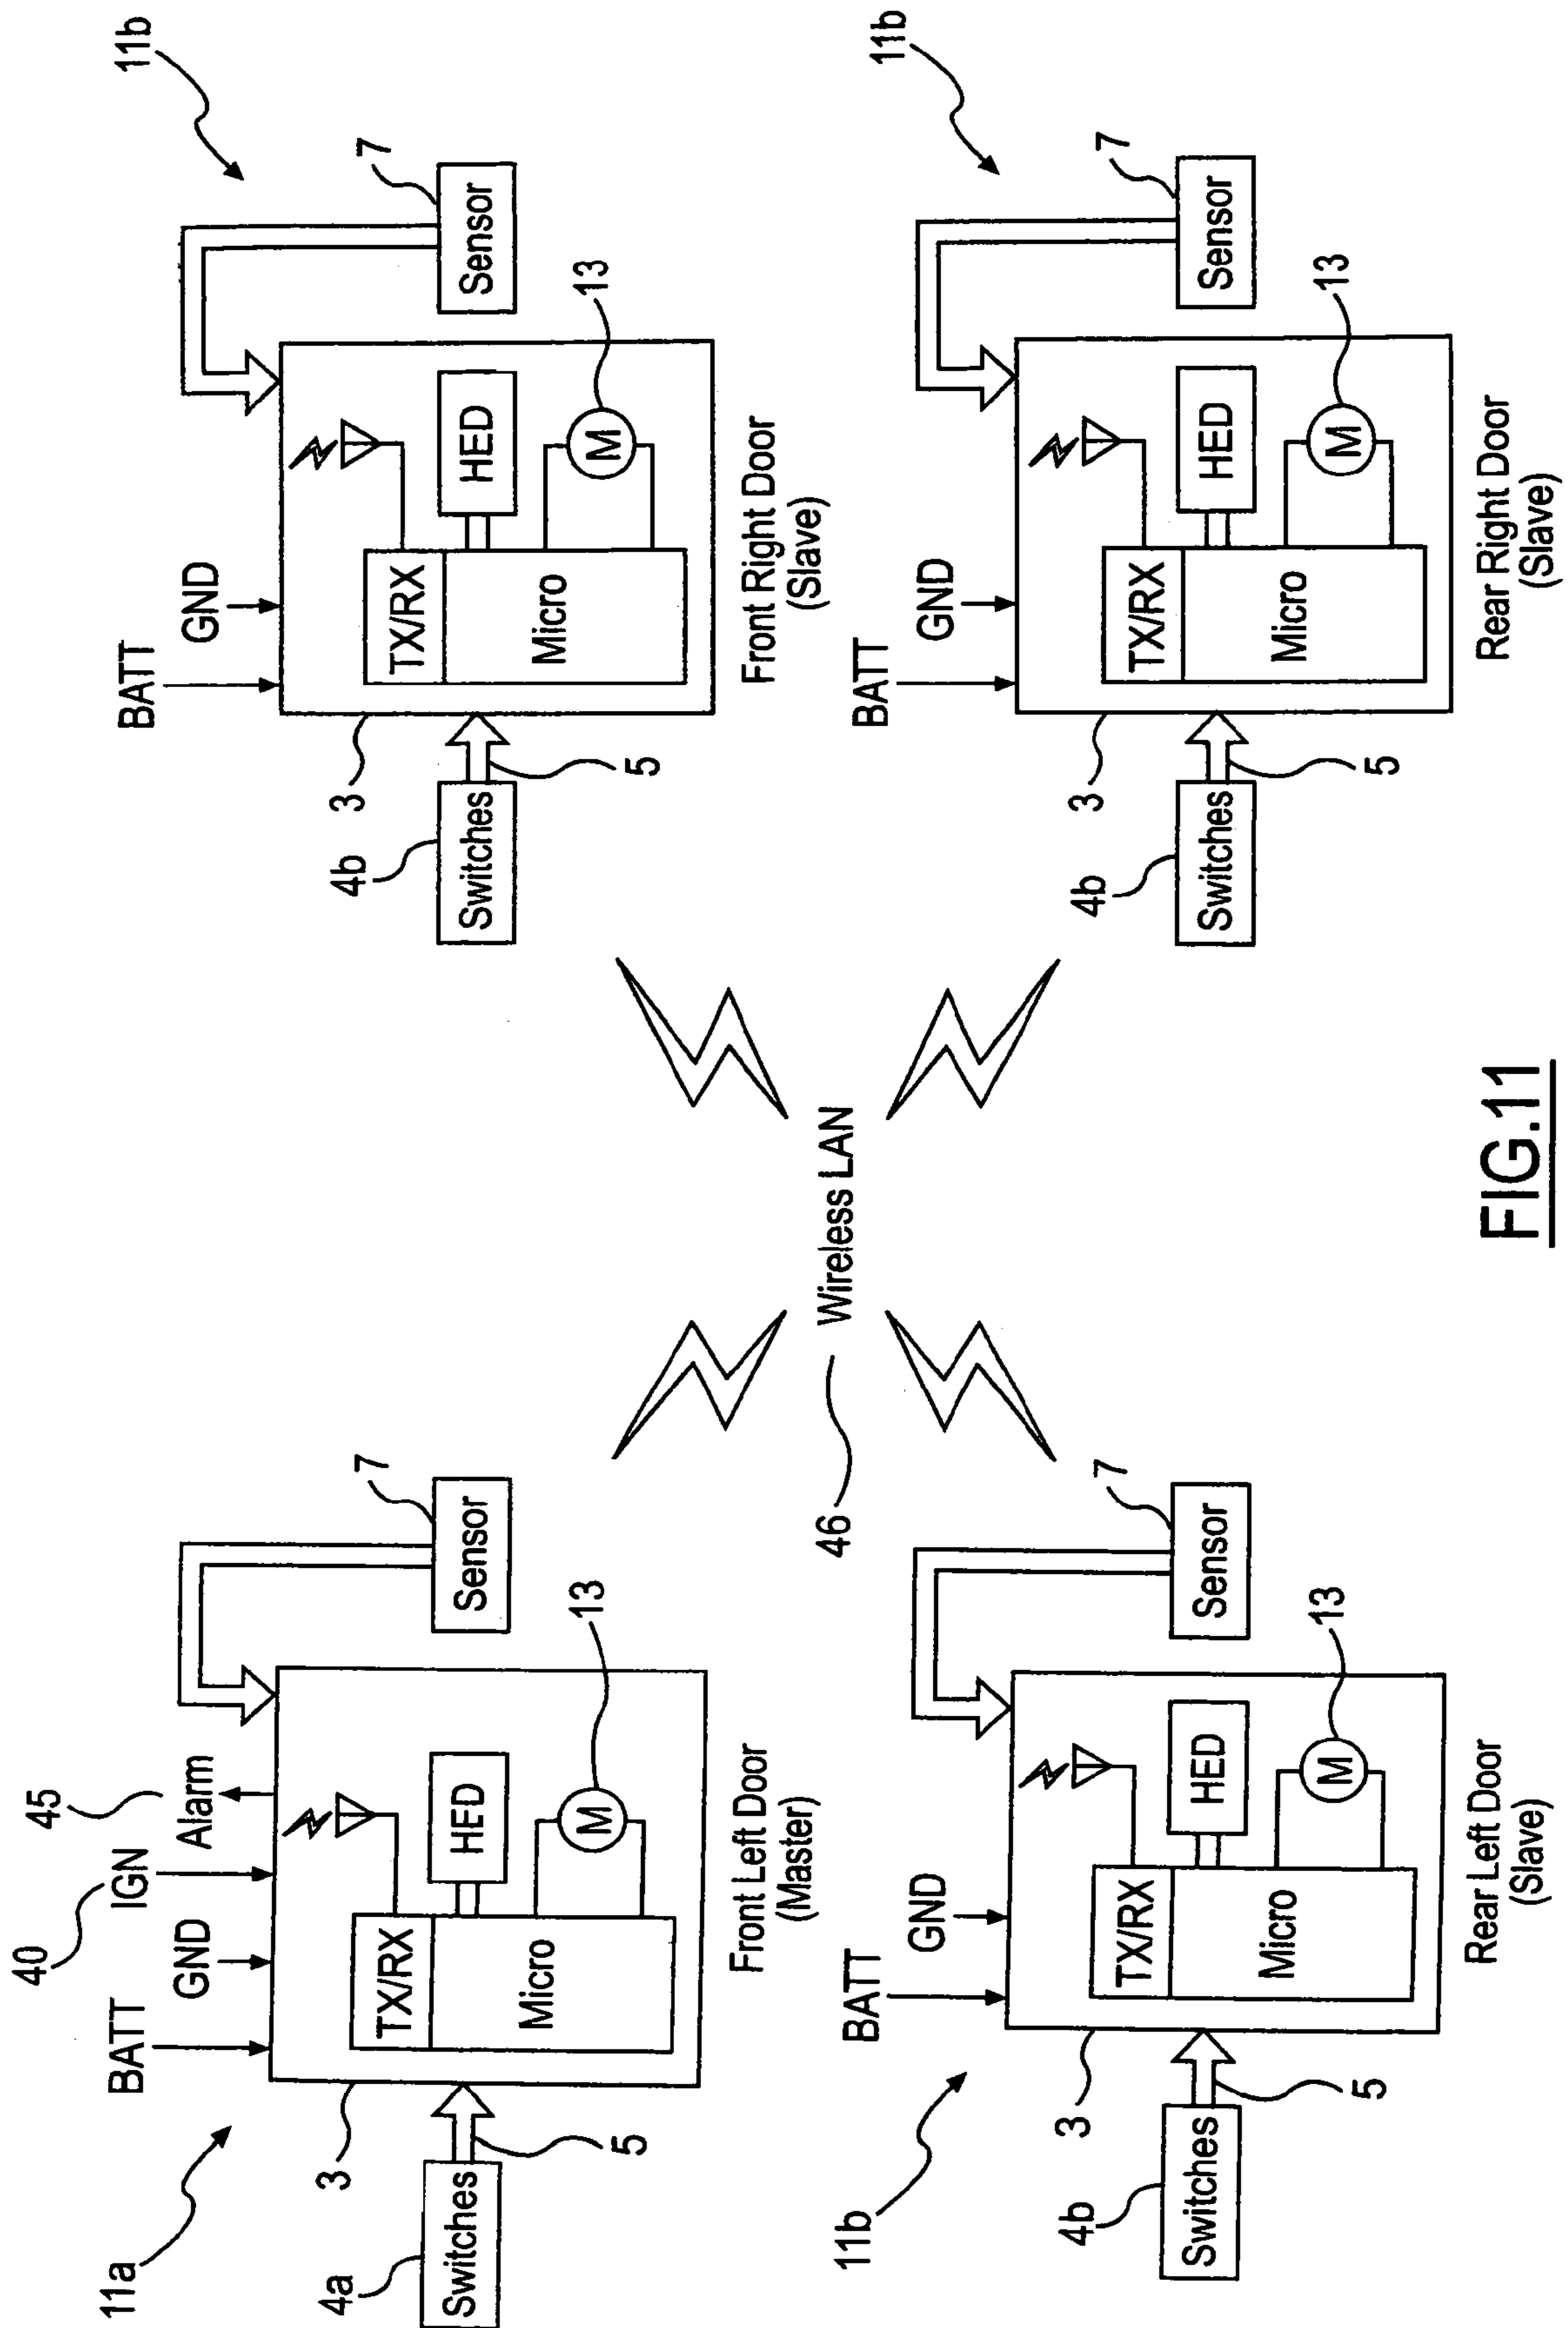 11a
40
45
BATT
GND
IGN
Alarm
3
4a
Switches
5
TX/RX
Micro
HED
M
13
7
Sensor
Front Left Door
(Master)
11b
BATT
GND
3
4b
Switches
5
TX/RX
Micro
HED
M
13
7
Sensor
Front Right Door
(Slave)
46
Wireless LAN
11b
BATT
GND
3
4b
Switches
5
TX/RX
Micro
HED
M
13
7
Sensor
Rear Left Door
(Slave)
11b
BATT
GND
3
4b
Switches
5
TX/RX
Micro
HED
M
13
7
Sensor
Rear Right Door
(Slave)
FIG.11